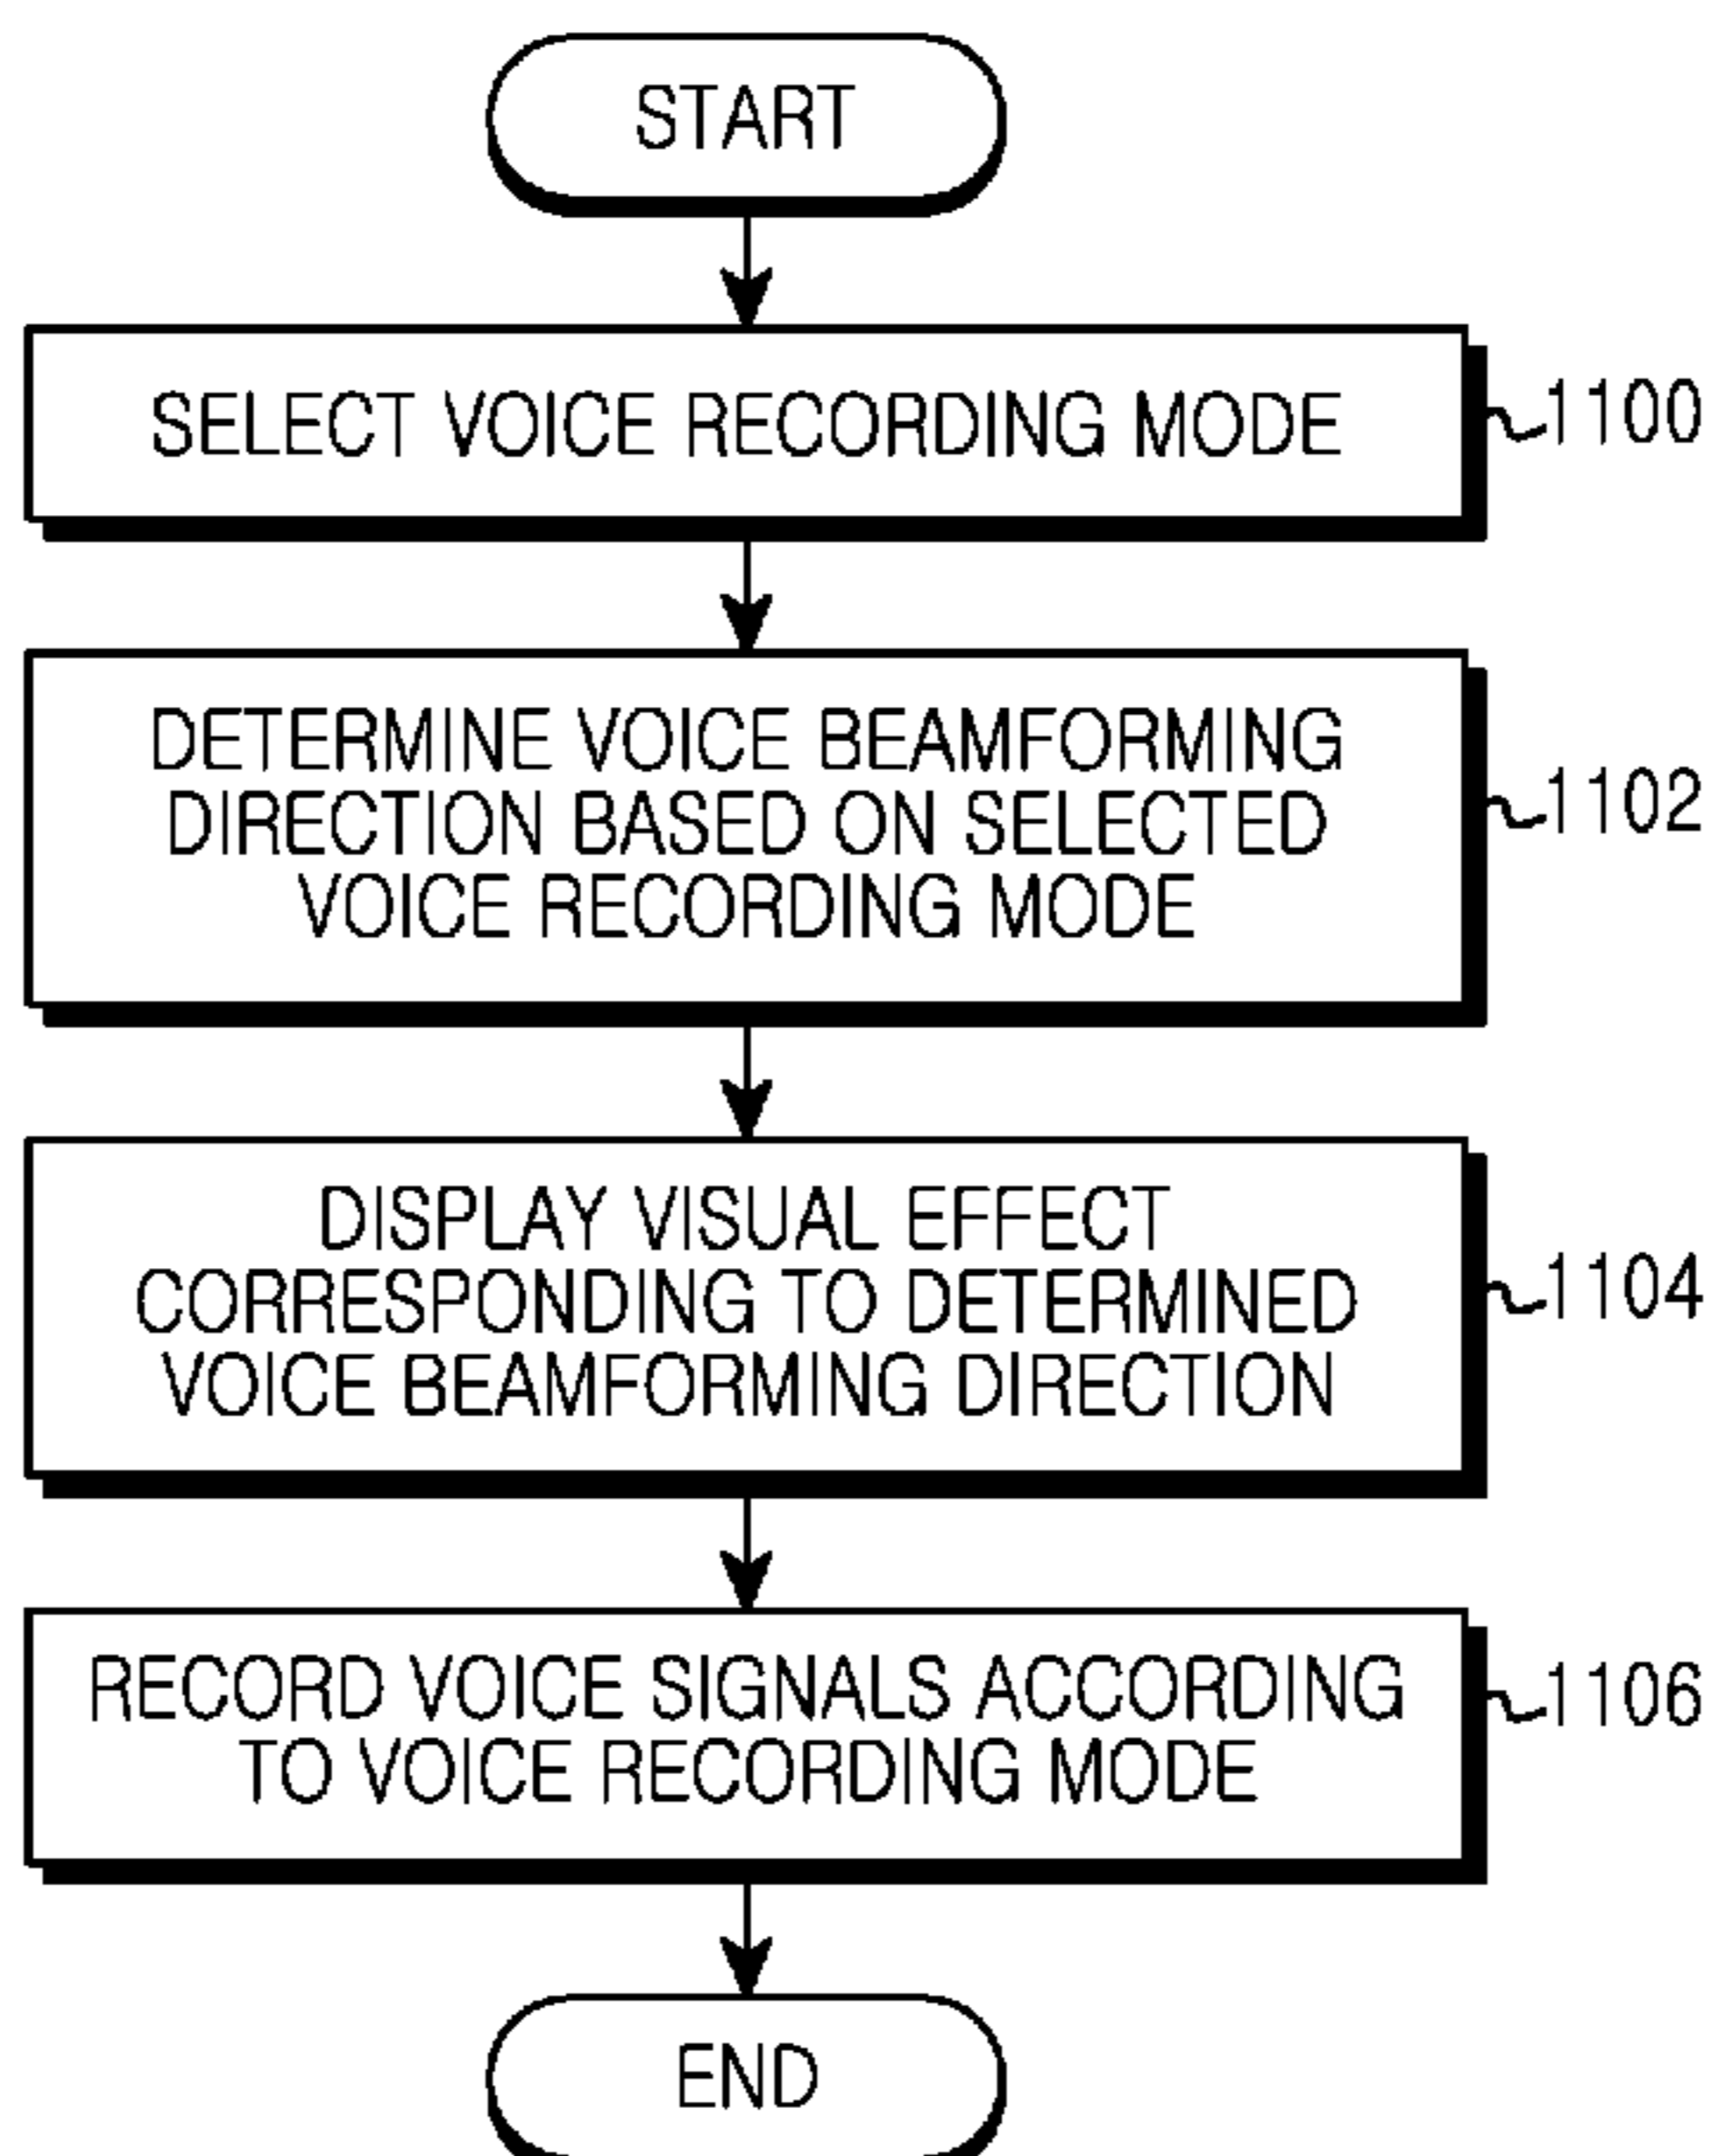 START
SELECT VOICE RECORDING MODE
1100
DETERMINE VOICE BEAMFORMING
DIRECTION BASED ON SELECTED
VOICE RECORDING MODE
1102
DISPLAY VISUAL EFFECT
CORRESPONDING TO DETERMINED
VOICE BEAMFORMING DIRECTION
1104
RECORD VOICE SIGNALS ACCORDING
TO VOICE RECORDING MODE
1106
END